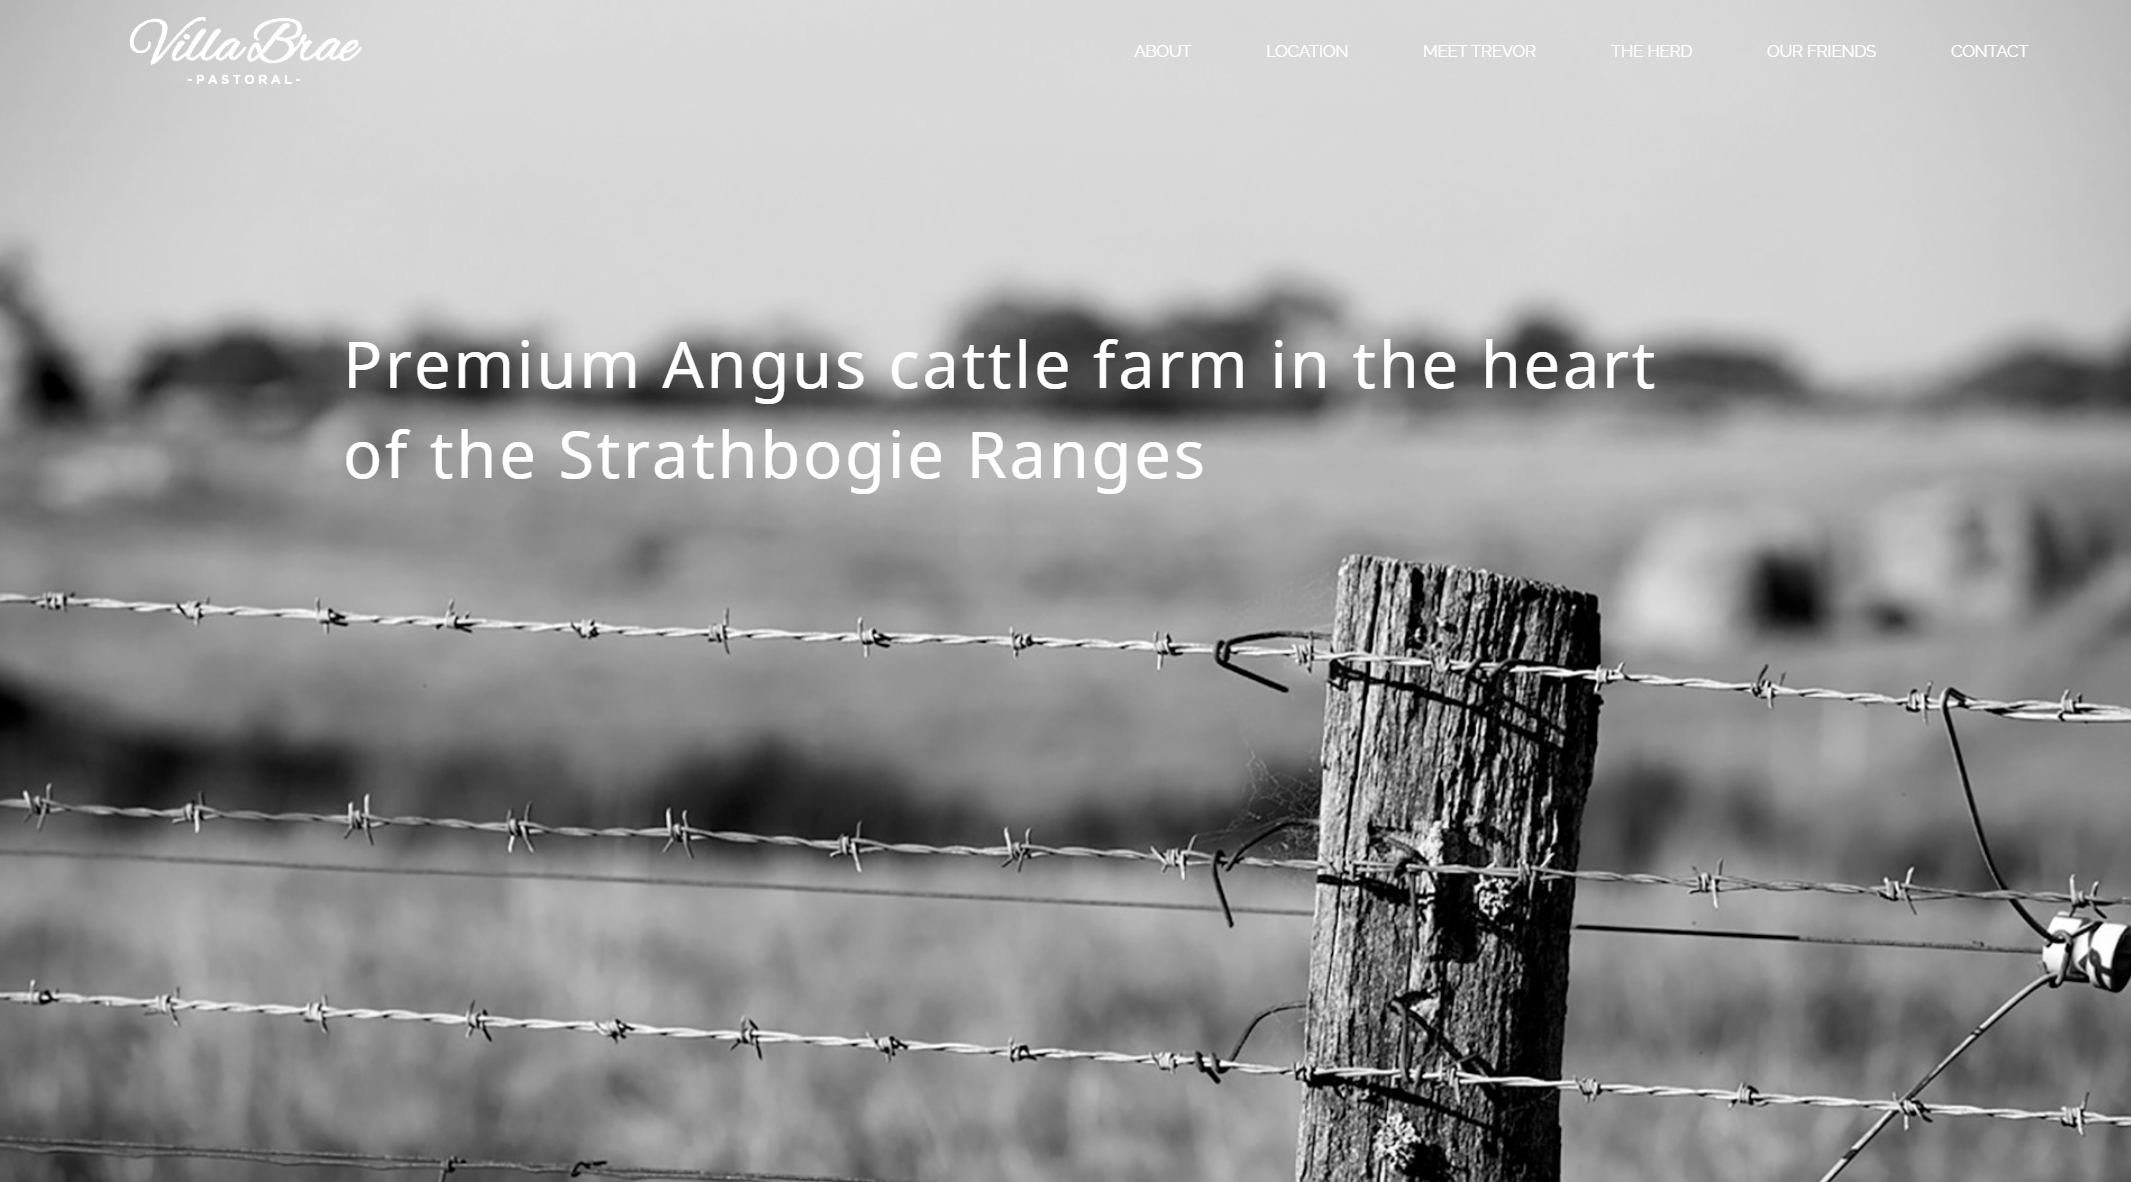 Villa Brae
-PASTORAL-
ABOUT LOCATION MEET TREVOR THE HERD OUR FRIENDS CONTACT
Premium Angus cattle farm in the heart
of the Strathbogie Ranges